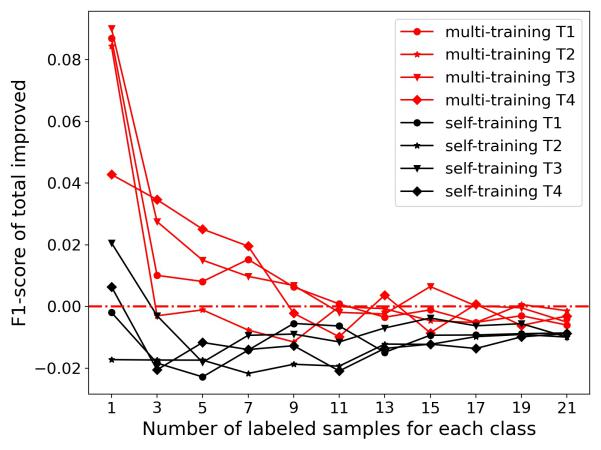 multi-training T1
multi-training T2
multi-training T3
multi-training T4
self-training T1
self-training T2
self-training T3
self-training T4
F1-score of total improved
0.08
0.06
0.04
0.02
0.00
−0.02
1 3 5 7 9 11 13 15 17 19 21
Number of labeled samples for each class